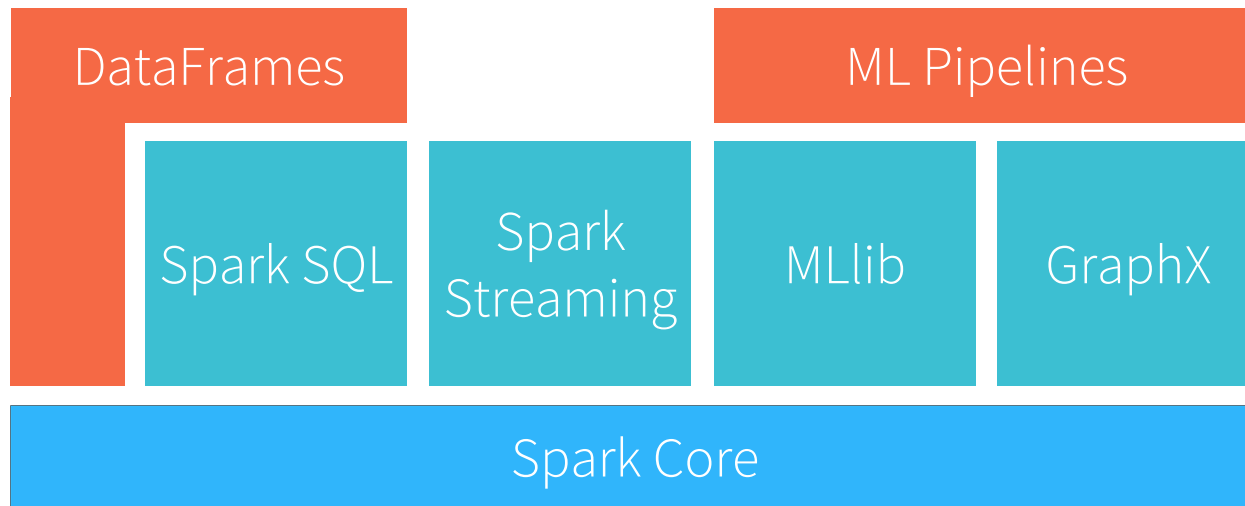 DataFrames
ML Pipelines
Spark SQL
Spark
Streaming
MLlib
GraphX
Spark Core